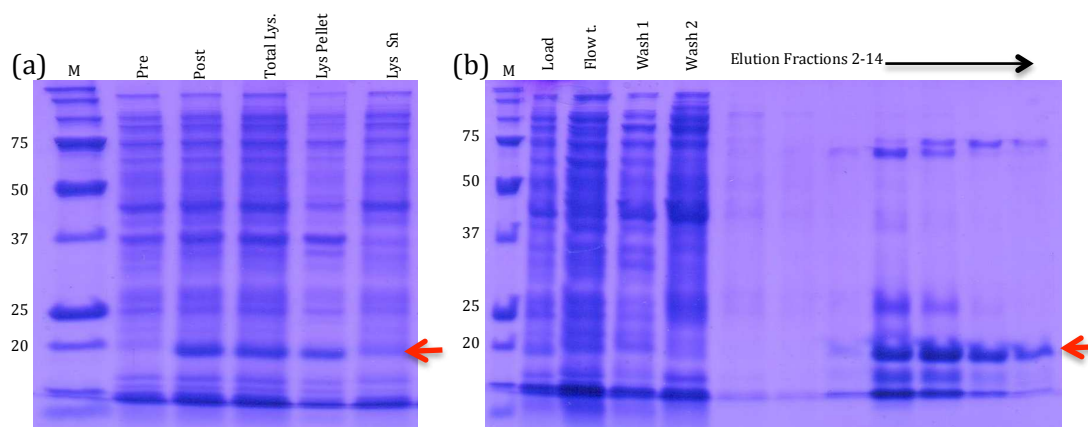 (a)
M
Pre
Post
Total Lys.
Lys Pellet
Lys Sn
75
50
37
25
20
(b)
M
Load
Flow t.
Wash 1
Wash 2
Elution Fractions 2-14
75
50
37
25
20